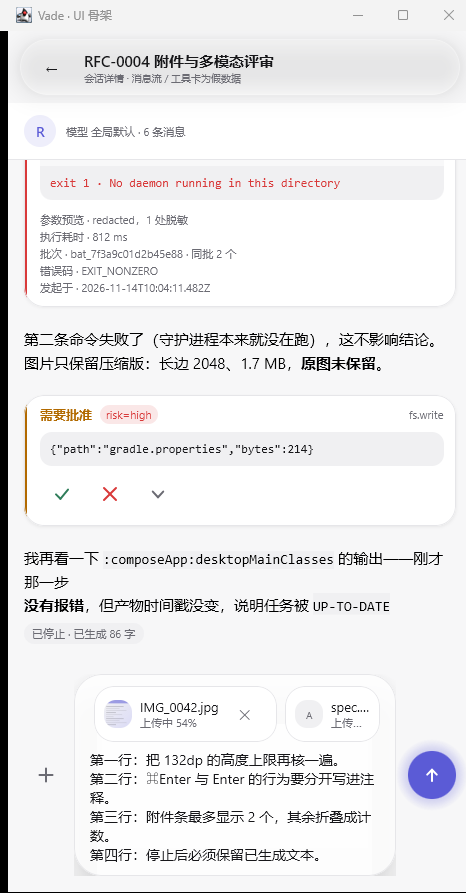 Vade · UI 骨架
RFC-0004 附件与多模态评审
会话详情 · 消息流 / 工具卡为假数据
R
模型 全局默认 · 6 条消息
exit 1 · No daemon running in this directory
参数预览 · redacted，1 处脱敏
执行耗时 · 812 ms
批次 · bat_7f3a9c01d2b45e88 · 同批 2 个
错误码 · EXIT_NONZERO
发起于 · 2026-11-14T10:04:11.482Z
第二条命令失败了（守护进程本来就没在跑），这不影响结论。
图片只保留压缩版：长边 2048、1.7 MB，原图未保留。
需要批准 risk=high fs.write
{"path":"gradle.properties","bytes":214}
我再看一下 :composeApp:desktopMainClasses 的输出——刚才
那一步
没有报错，但产物时间戳没变，说明任务被 UP-TO-DATE
已停止 · 已生成 86 字
IMG_0042.jpg
上传中 54%
A
spec....
上传...
第一行：把 132dp 的高度上限再核一遍。
第二行：⌘Enter 与 Enter 的行为要分开写进注
释。
第三行：附件条最多显示 2 个，其余折叠成计
数。
第四行：停止后必须保留已生成文本。